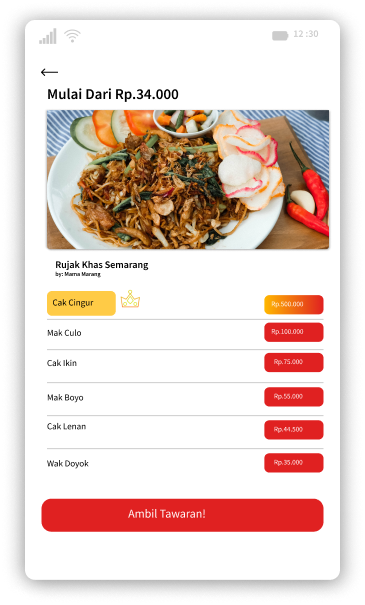 12 :30
Mulai Dari Rp.34.000
Rujak Khas Semarang
by: Mama Marang
Cak Cingur
Rp.500.000
Mak Culo
Rp.100.000
Cak Ikin
Rp.75.000
Mak Boyo
Rp.55.000
Cak Lenan
Rp.44.500
Wak Doyok
Rp.35.000
Ambil Tawaran!